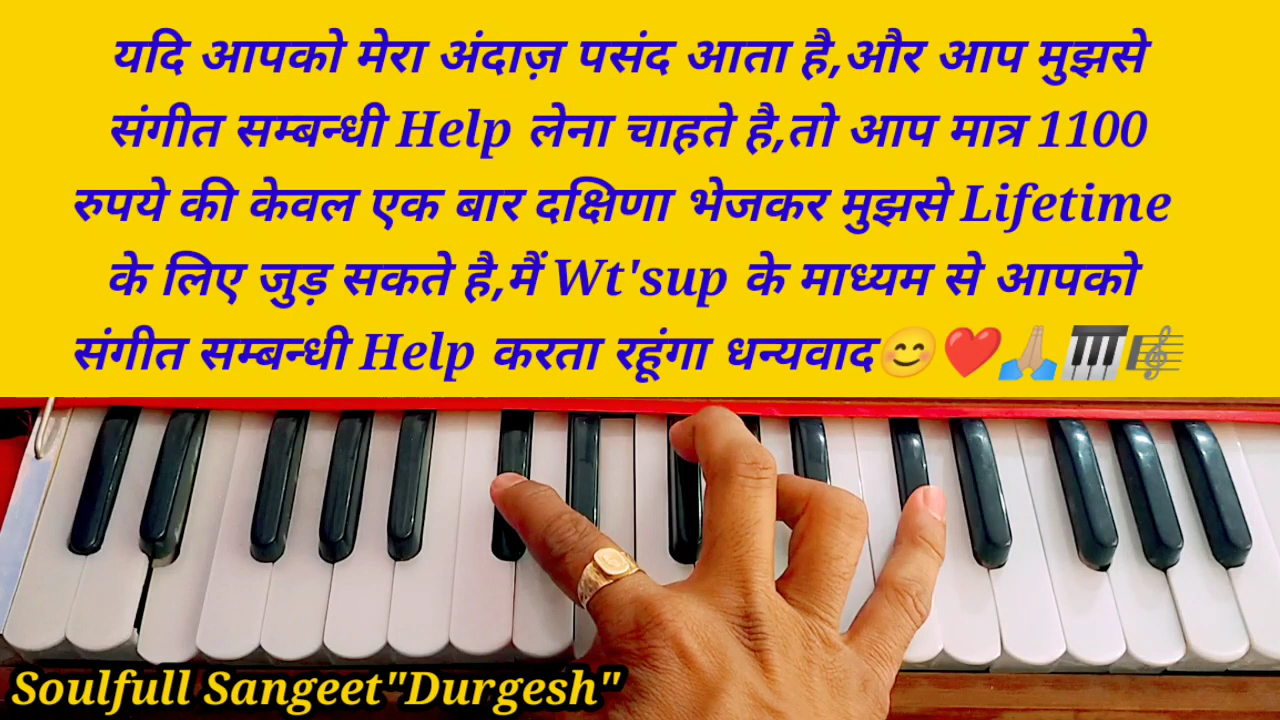 यदि आपको मेरा अंदाज़ पसंद आता है,और आप मुझसे
संगीत सम्बन्धी Help लेना चाहते है,तो आप मात्र 1100
रुपये की केवल एक बार दक्षिणा भेजकर मुझसे Lifetime
के लिए जुड़ सकते है,मैं Wt'sup के माध्यम से आपको
संगीत सम्बन्धी Help करता रहूंगा धन्यवाद😊❤️🙏🏼🎹🎼
Soulfull Sangeet"Durgesh"